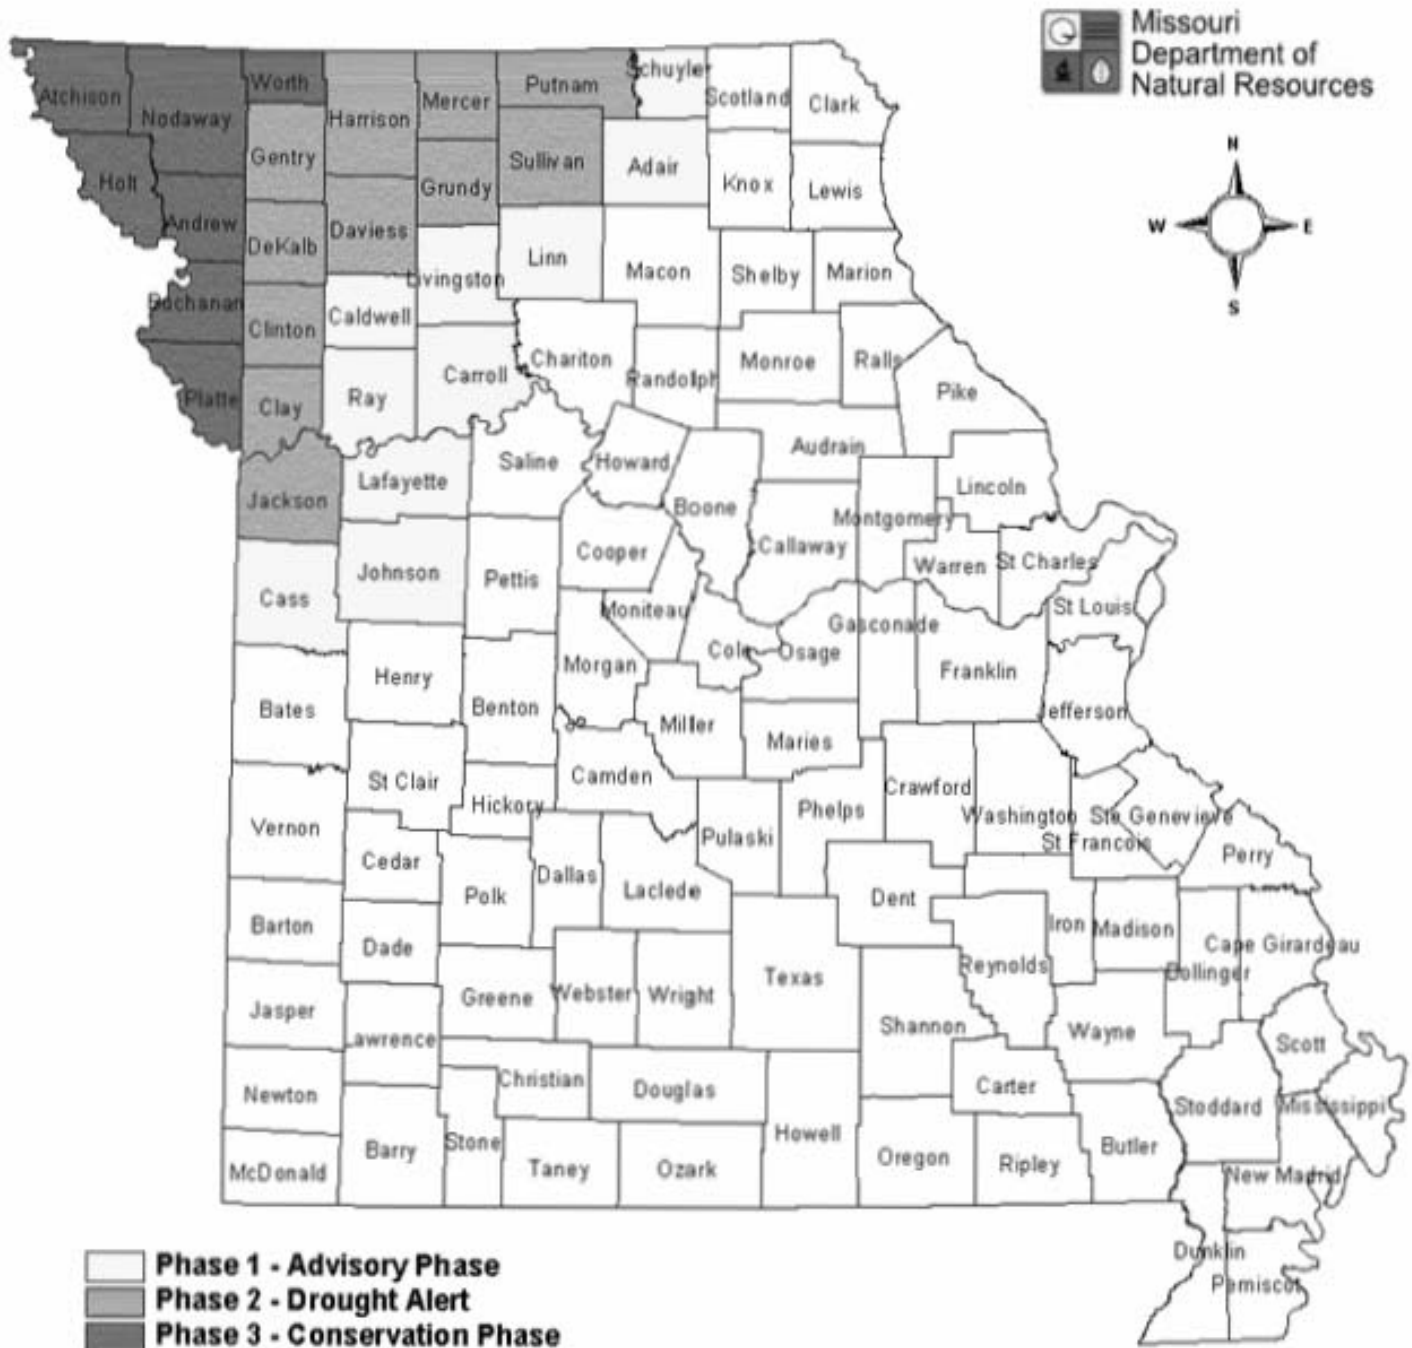 Missouri
Department of
Natural Resources
N
W
E
S
Atchison
Nodaway
Worth
Harrison
Mercer
Putnam
Schuyler
Scotland
Clark
Gentry
Holt
Grundy
Sullivan
Adair
Knox
Lewis
Andrew
DeKalb
Daviess
Livingston
Linn
Macon
Shelby
Marion
Buchanan
Clinton
Caldwell
Carroll
Chariton
Randolph
Monroe
Ralls
Pike
Platte
Clay
Ray
Audrain
Jackson
Lafayette
Saline
Howard
Boone
Lincoln
Montgomery
Callaway
Cass
Johnson
Pettis
Cooper
Warren
St Charles
St Louis
Moniteau
Gasconade
Henry
Morgan
Cole
Osage
Franklin
Bates
Benton
Miller
Maries
Jefferson
St Clair
Camden
Hickory
Crawford
Vernon
Pulaski
Phelps
Washington
Ste Genevieve
St Francois
Cedar
Dallas
Perry
Polk
Laclede
Dent
Barton
Dade
Iron
Madison
Cape Girardeau
Bollinger
Reynolds
Jasper
Greene
Webster
Wright
Texas
Lawrence
Shannon
Wayne
Scott
Newton
Christian
Douglas
Carter
Stoddard
Mississippi
McDonald
Barry
Stone
Taney
Ozark
Howell
Oregon
Ripley
Butler
New Madrid
Dunklin
Pemiscot
Phase 1 - Advisory Phase
Phase 2 - Drought Alert
Phase 3 - Conservation Phase